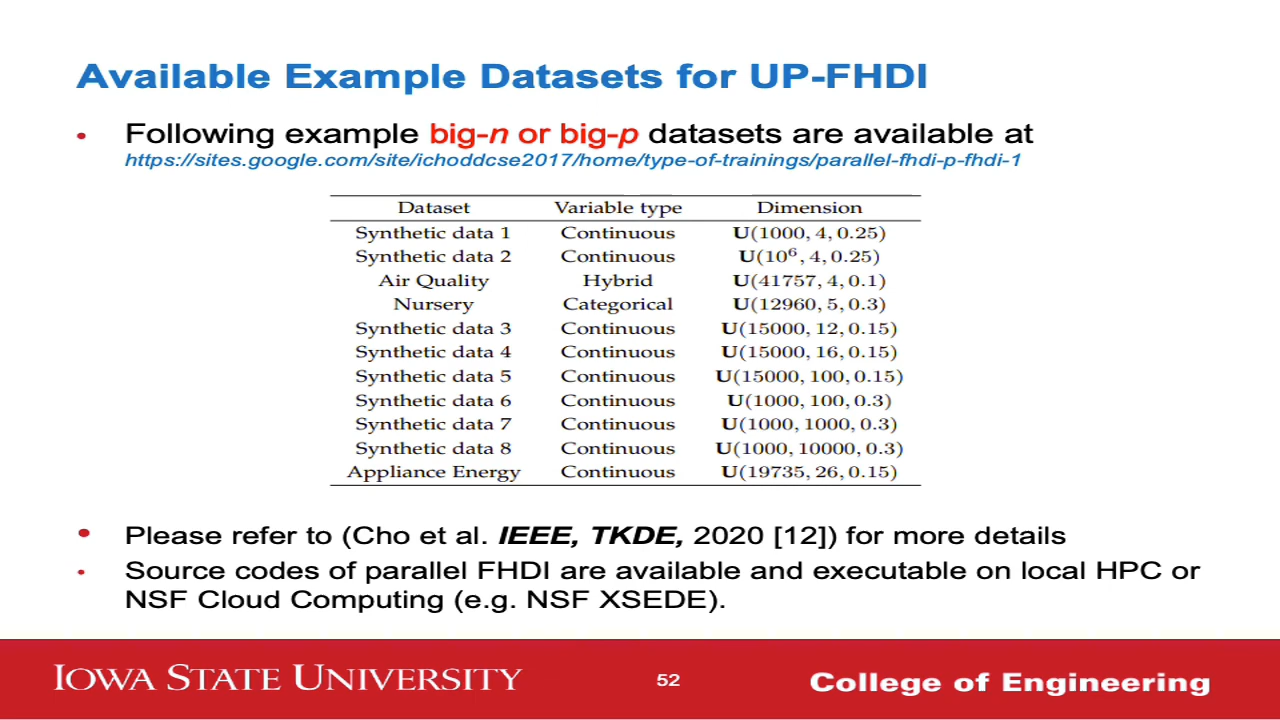 Available Example Datasets for UP-FHDI
• Following example big-n or big-p datasets are available at
https://sites.google.com/site/ichoddcse2017/home/type-of-trainings/parallel-fhdi-p-fhdi-1
Dataset Variable type Dimension
Synthetic data 1 Continuous U(1000, 4, 0.25)
Synthetic data 2 Continuous U(10⁶, 4, 0.25)
Air Quality Hybrid U(41757, 4, 0.1)
Nursery Categorical U(12960, 5, 0.3)
Synthetic data 3 Continuous U(15000, 12, 0.15)
Synthetic data 4 Continuous U(15000, 16, 0.15)
Synthetic data 5 Continuous U(15000, 100, 0.15)
Synthetic data 6 Continuous U(1000, 100, 0.3)
Synthetic data 7 Continuous U(1000, 1000, 0.3)
Synthetic data 8 Continuous U(1000, 10000, 0.3)
Appliance Energy Continuous U(19735, 26, 0.15)
• Please refer to (Cho et al. IEEE, TKDE, 2020 [12]) for more details
• Source codes of parallel FHDI are available and executable on local HPC or
NSF Cloud Computing (e.g. NSF XSEDE).
IOWA STATE UNIVERSITY 52 College of Engineering